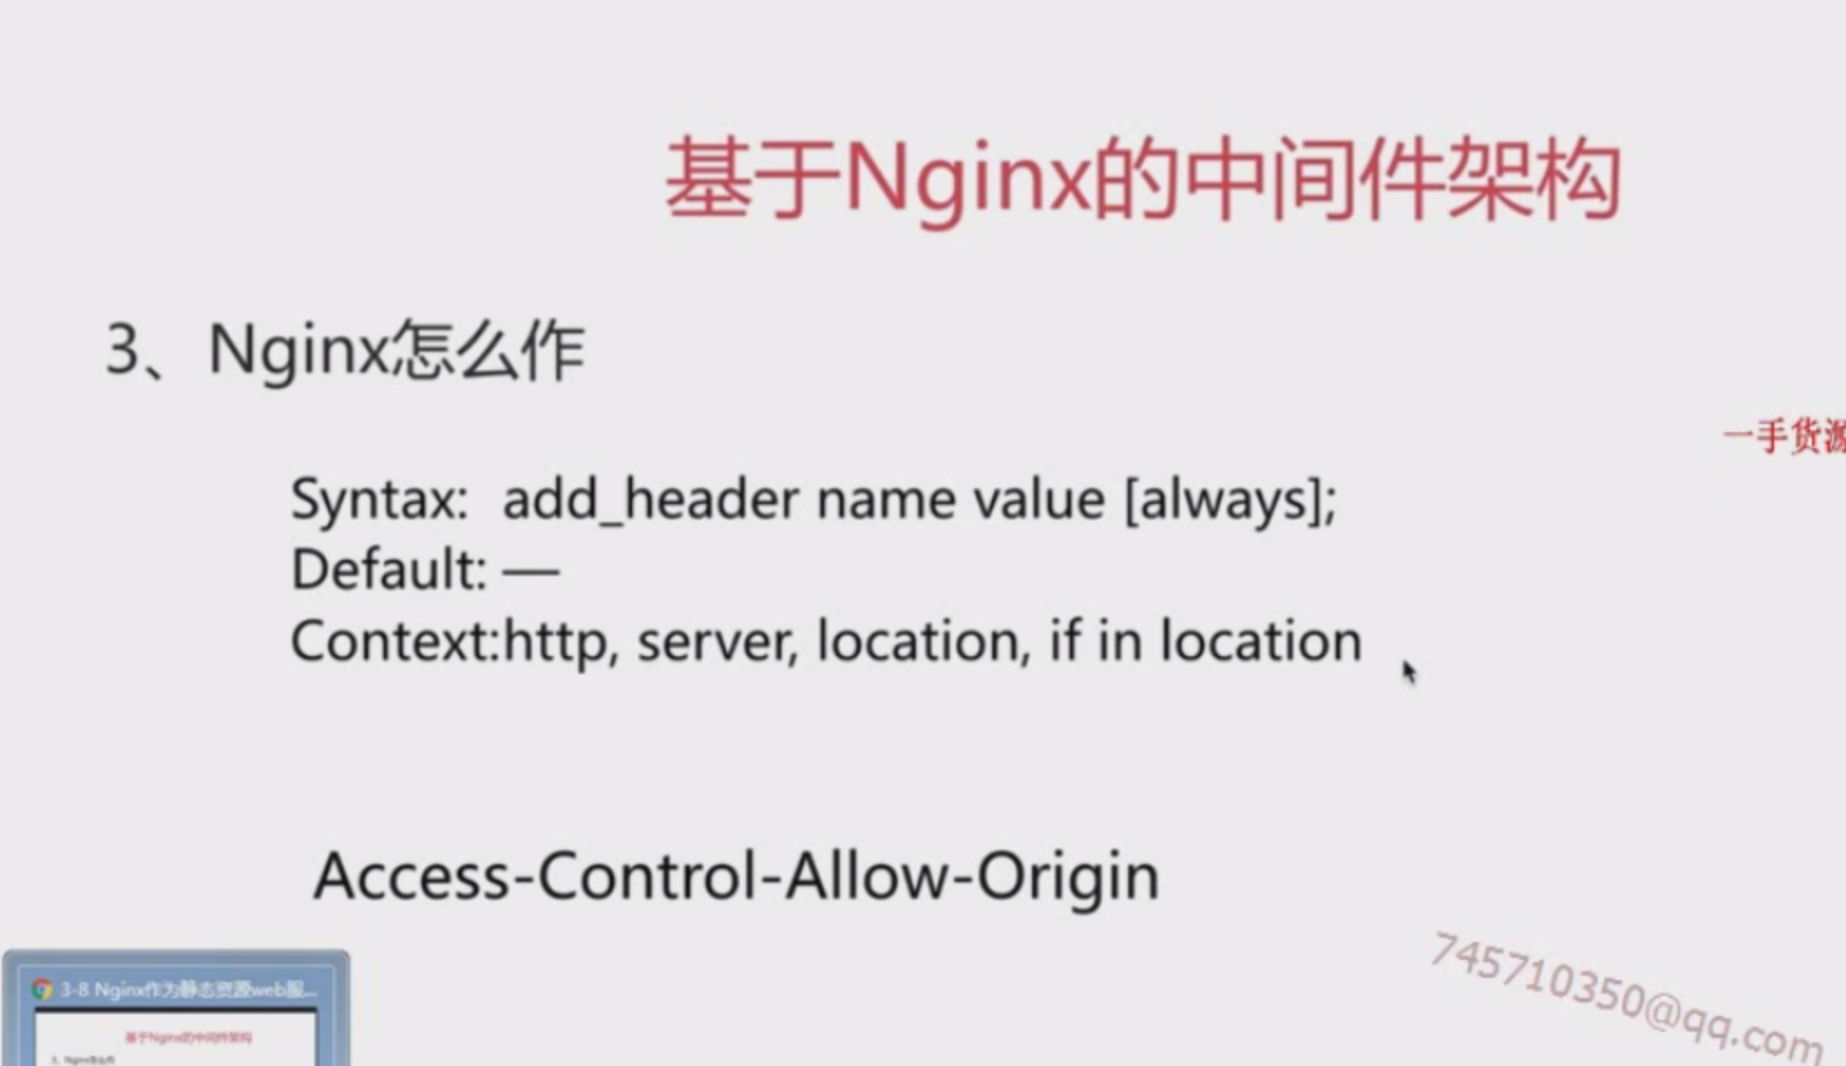 基于Nginx的中间件架构
3、Nginx怎么作
一手货源
Syntax: add_header name value [always];
Default: —
Context:http, server, location, if in location
Access-Control-Allow-Origin
745710350@qq.com
3-8 Nginx作为静态资源web服...
基于Nginx的中间件架构
3、Nginx怎么作